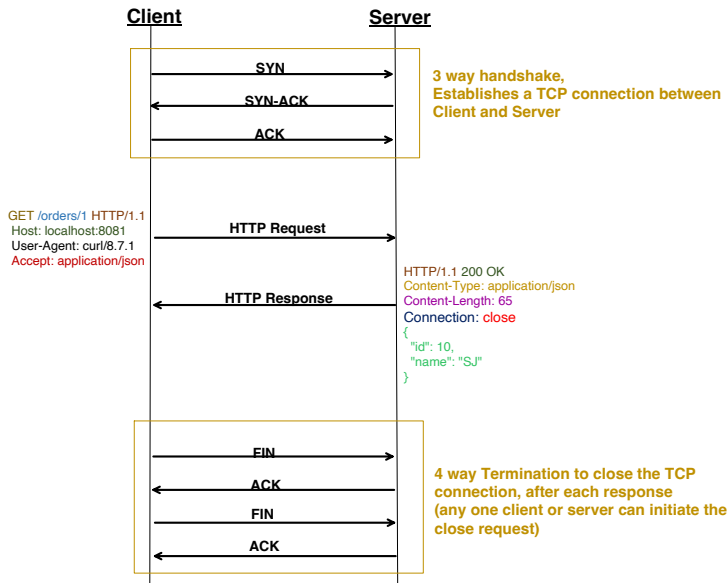 Client
Server
SYN
SYN-ACK
ACK
3 way handshake,
Establishes a TCP connection between
Client and Server
GET /orders/1 HTTP/1.1
Host: localhost:8081
User-Agent: curl/8.7.1
Accept: application/json
HTTP Request
HTTP Response
HTTP/1.1 200 OK
Content-Type: application/json
Content-Length: 65
Connection: close
{
"id": 10,
"name": "SJ"
}
FIN
ACK
FIN
ACK
4 way Termination to close the TCP
connection, after each response
(any one client or server can initiate the
close request)